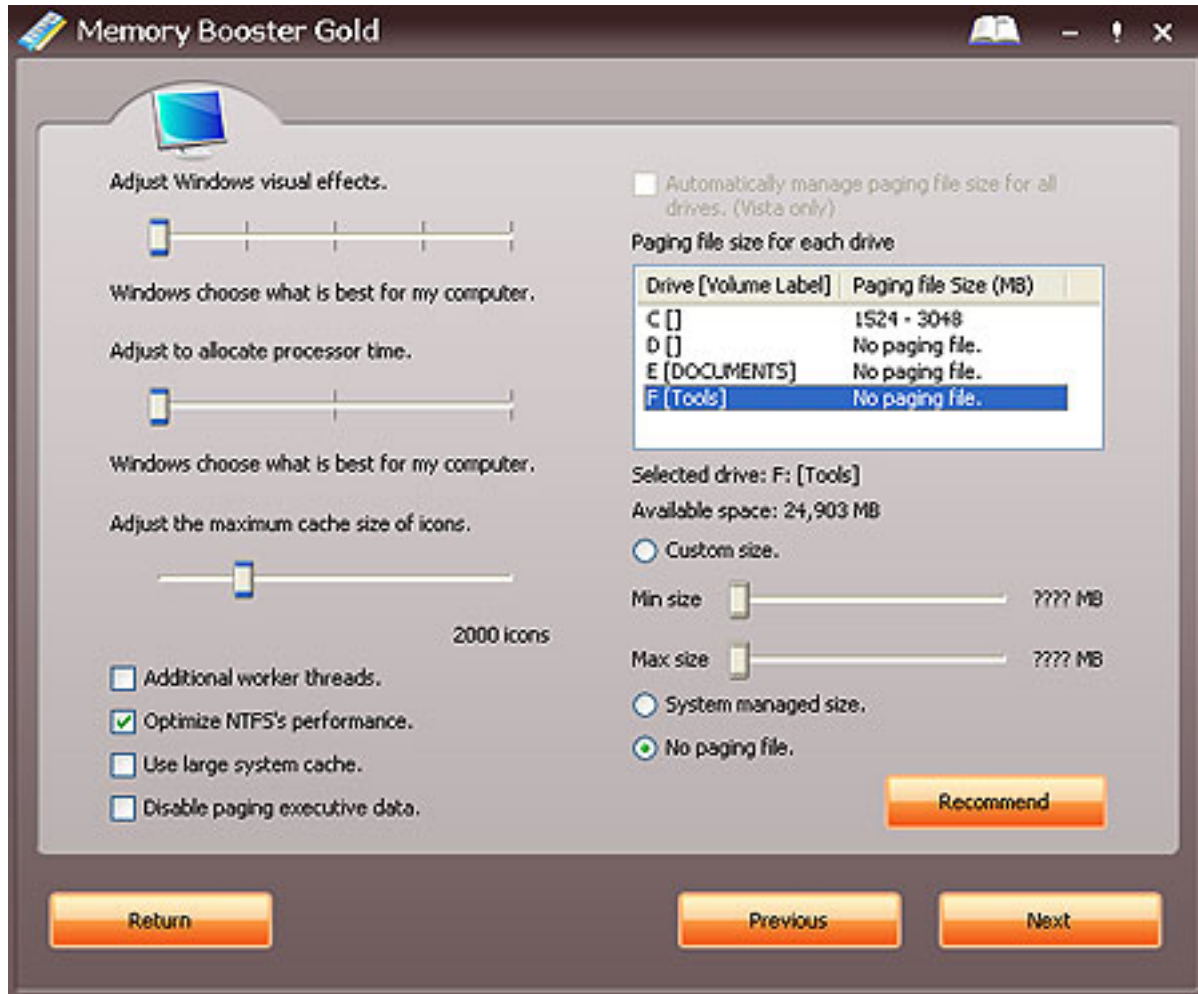 Memory Booster Gold
Adjust Windows visual effects.
Windows choose what is best for my computer.
Adjust to allocate processor time.
Windows choose what is best for my computer.
Adjust the maximum cache size of icons.
2000 icons
Additional worker threads.
Optimize NTFS's performance.
Use large system cache.
Disable paging executive data.
Automatically manage paging file size for all
drives. (Vista only)
Paging file size for each drive
Drive [Volume Label] Paging file Size (MB)
C [] 1524 - 3048
D [] No paging file.
E [DOCUMENTS] No paging file.
F [Tools] No paging file.
Selected drive: F: [Tools]
Available space: 24,903 MB
Custom size.
Min size ???? MB
Max size ???? MB
System managed size.
No paging file.
Recommend
Return Previous Next